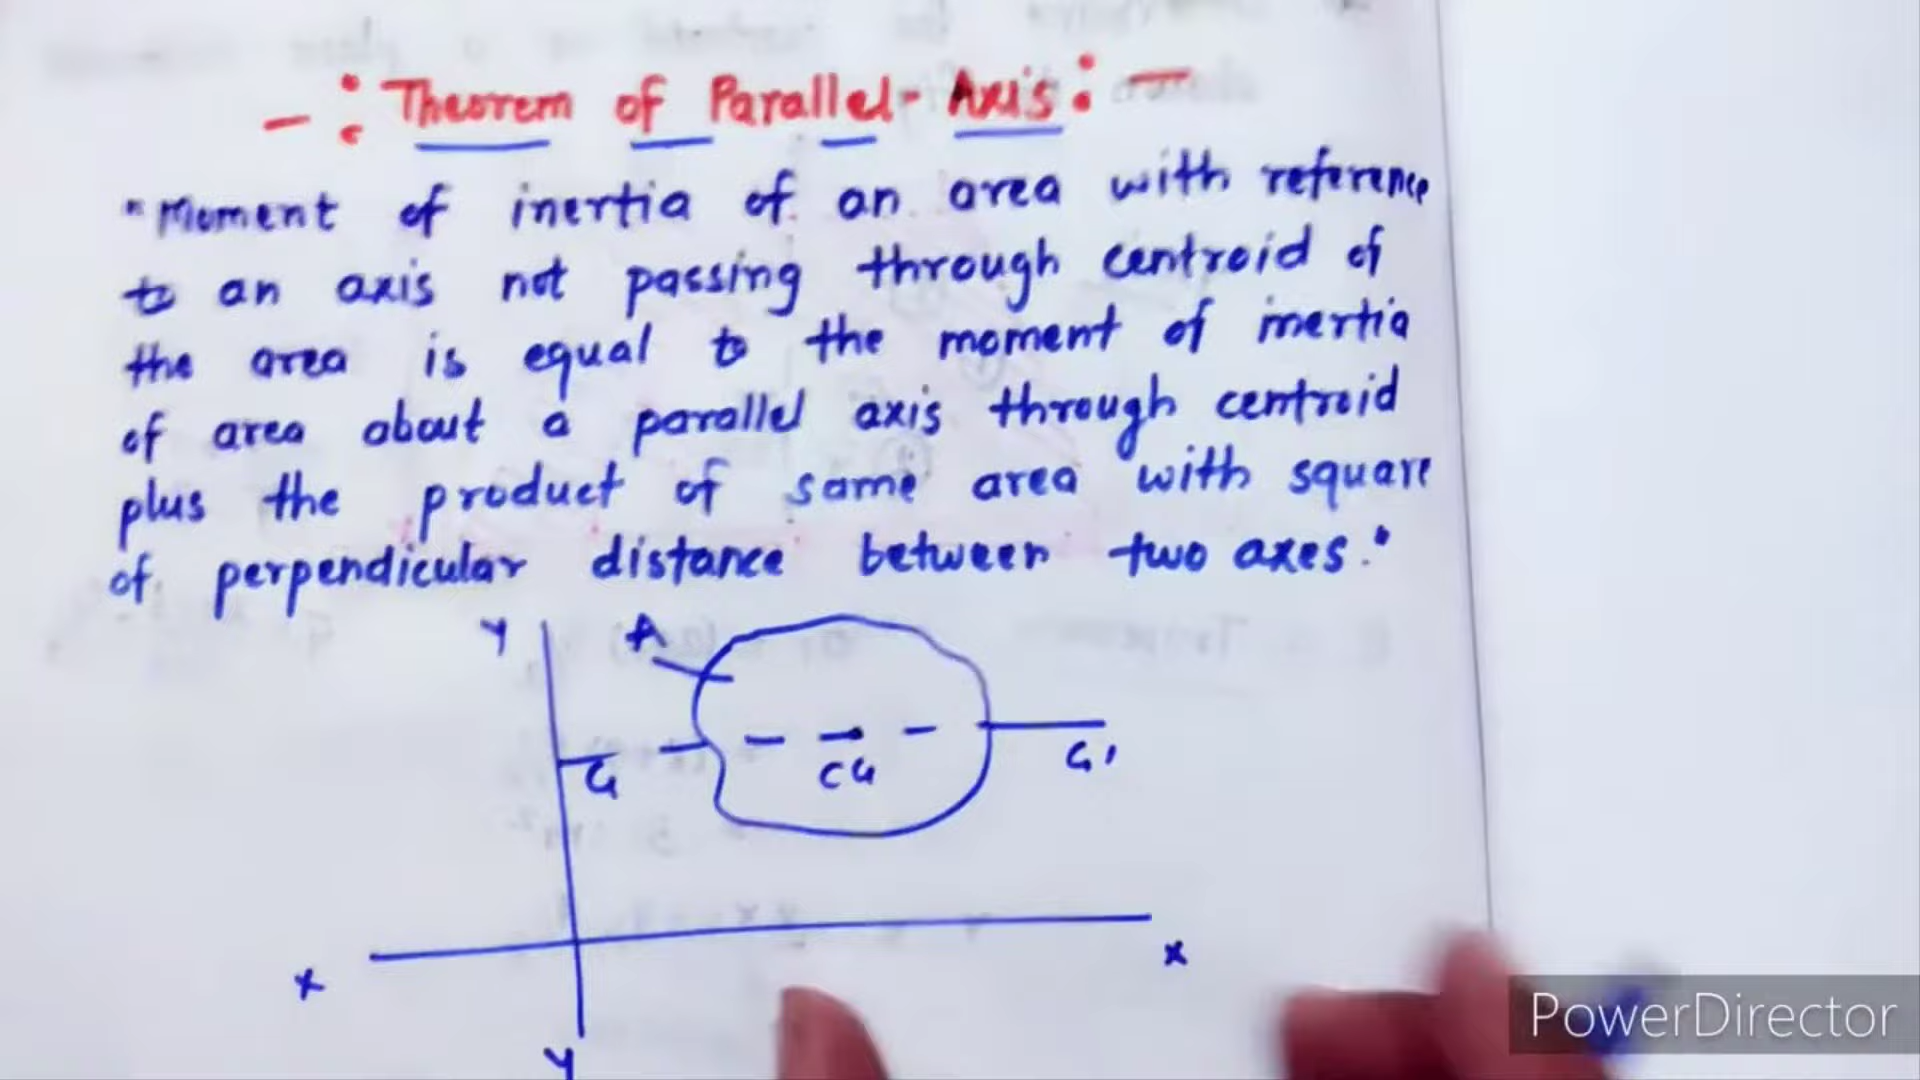 -: Theorem of Parallel-Axis:-
"Moment of inertia of an area with reference
to an axis not passing through centroid of
the area is equal to the moment of inertia
of area about a parallel axis through centroid
plus the product of same area with square
of perpendicular distance between two axes."
Y
A
G
CG
G'
X
X
Y
PowerDirector